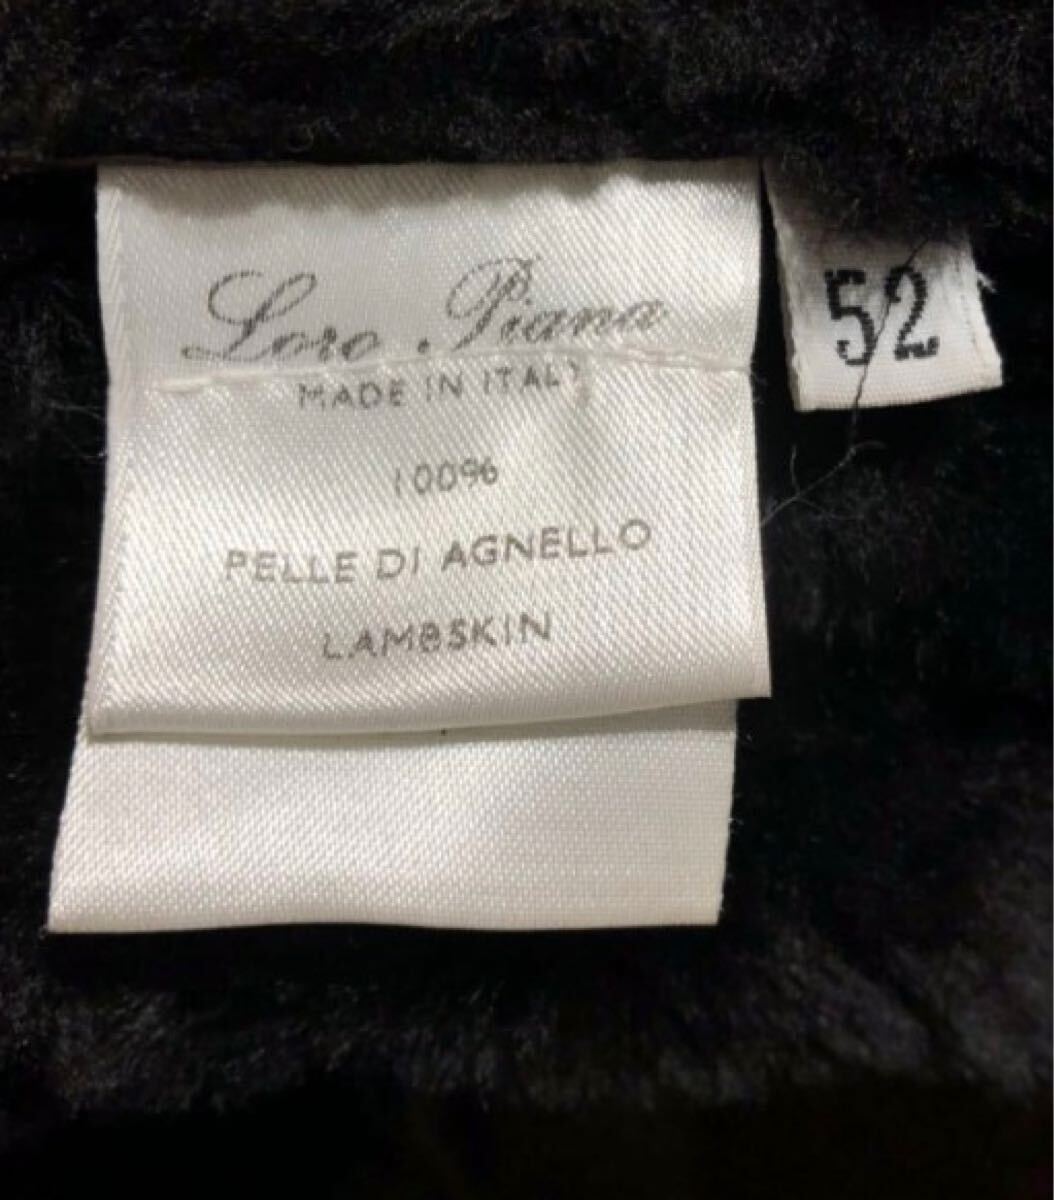 Loro Piana
MADE IN ITALY
100%
PELLE DI AGNELLO
LAMBSKIN
52